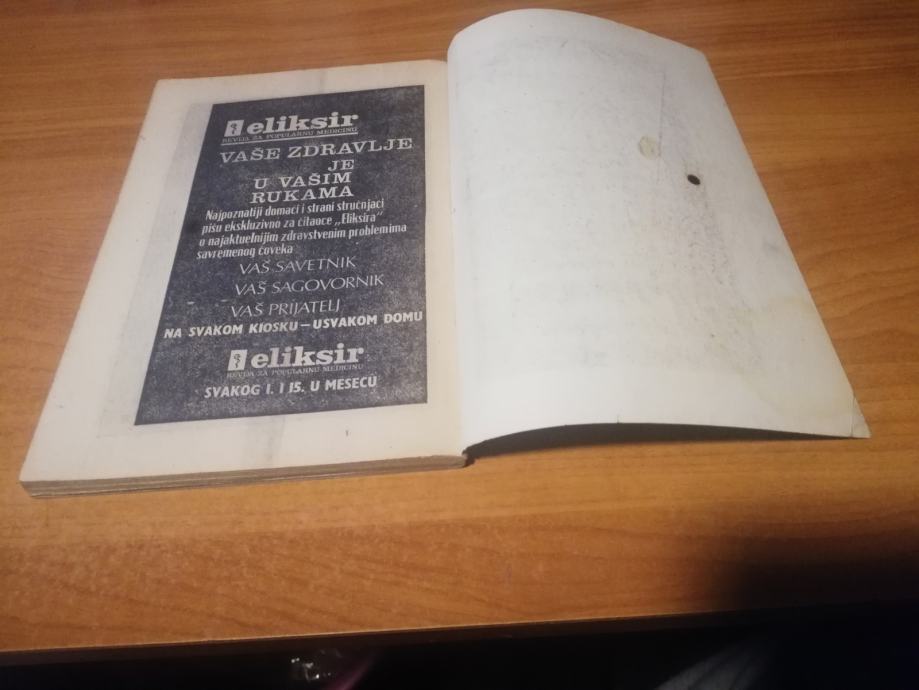 eliksir
REVIJA ZA POPULARNU MEDICINU
VAŠE ZDRAVLJE
JE
U VAŠIM
RUKAMA
Najpoznatiji domaći i strani stručnjaci
pišu ekskluzivno za čitaoce „Eliksira"
o najaktuelnijim zdravstvenim problemima
savremenog čoveka
VAŠ SAVETNIK
VAŠ SAGOVORNIK
VAŠ PRIJATELJ
NA SVAKOM KIOSKU — USVAKOM DOMU
eliksir
REVIJA ZA POPULARNU MEDICINU
SVAKOG 1. I 15. U MESECU